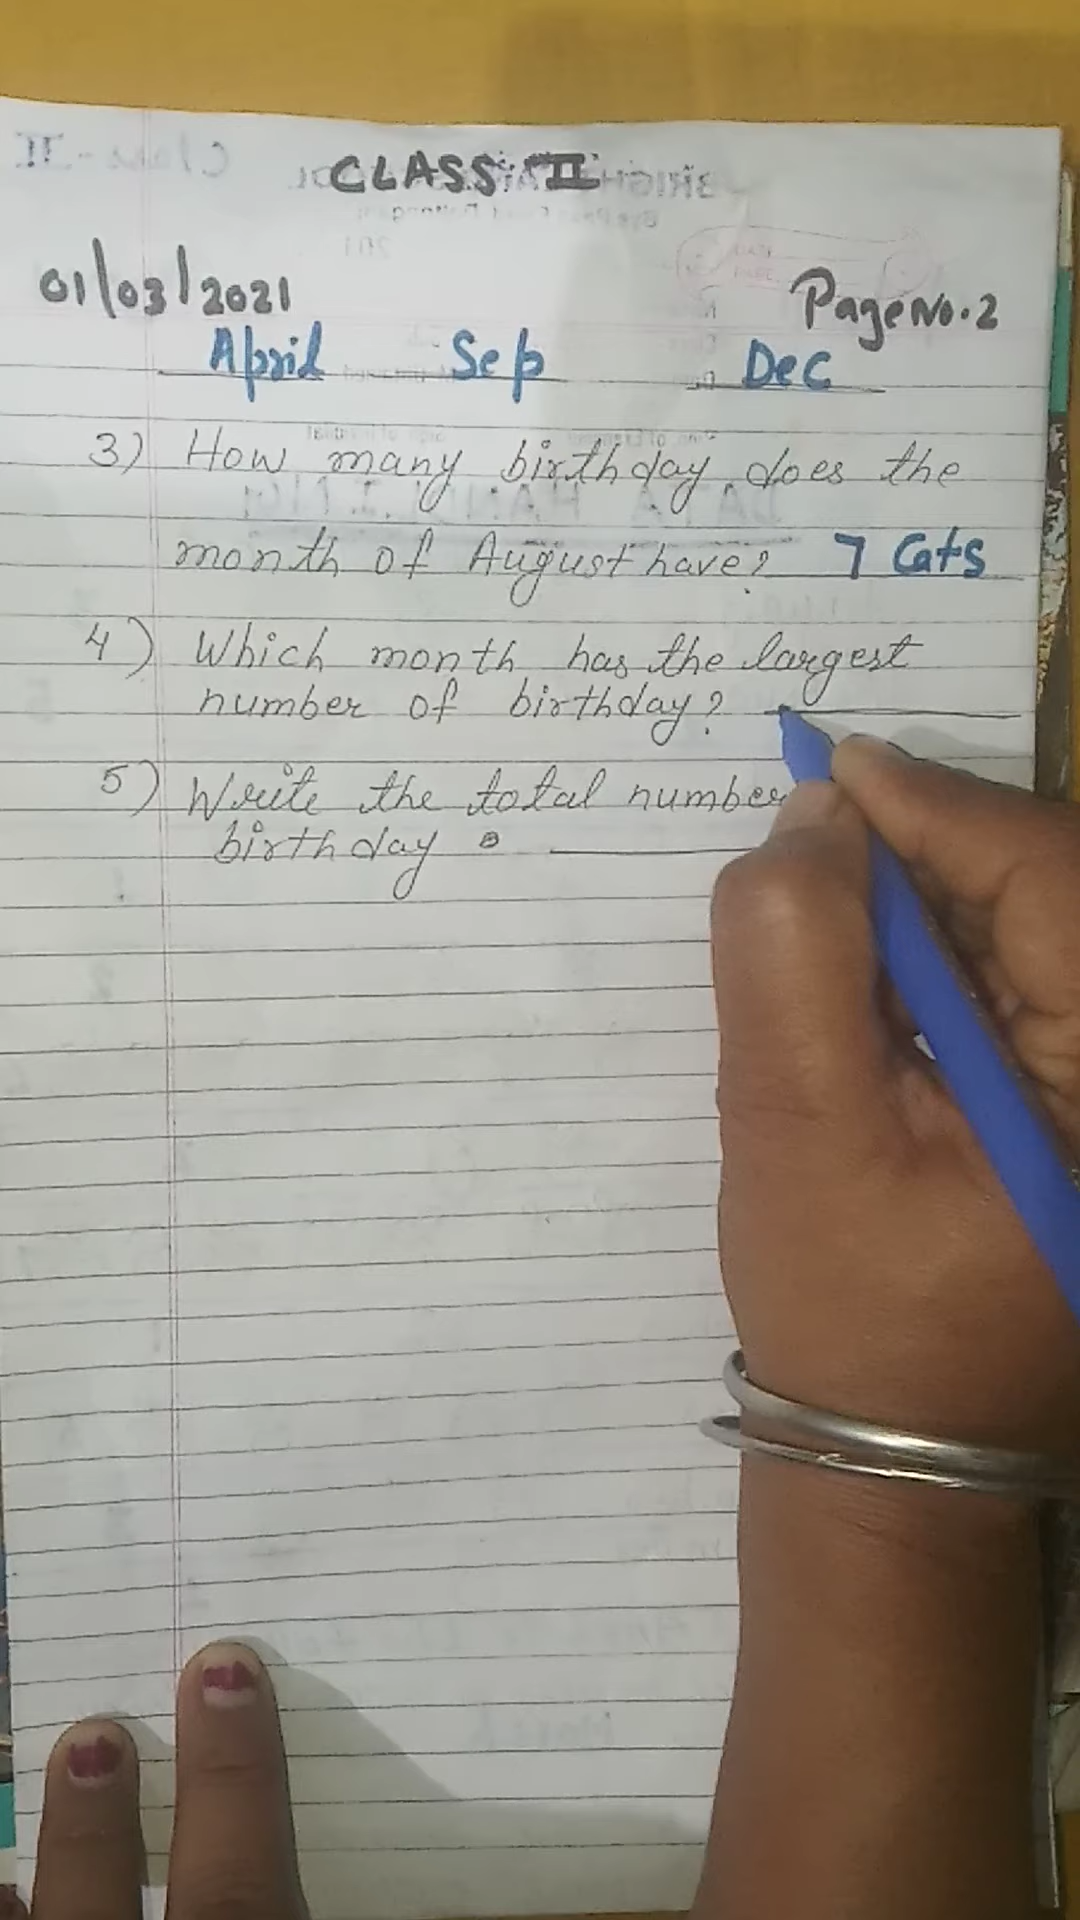 CLASS II
01/03/2021 Page No. 2
April Sep Dec
3) How many birthday does the
month of August have? 7 Cats
4) Which month has the largest
number of birthday?
5) Write the total number
birthday